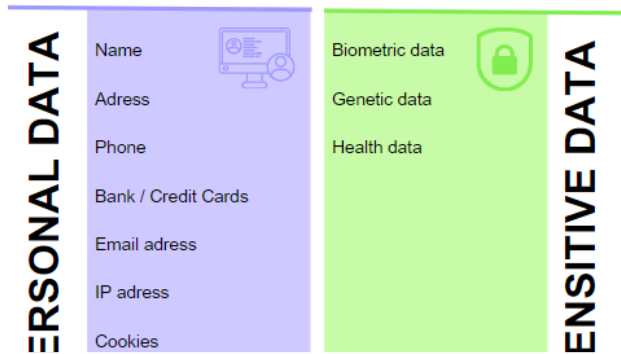 ERSONAL DATA
Name
Adress
Phone
Bank / Credit Cards
Email adress
IP adress
Cookies
Biometric data
Genetic data
Health data
ENSITIVE DATA